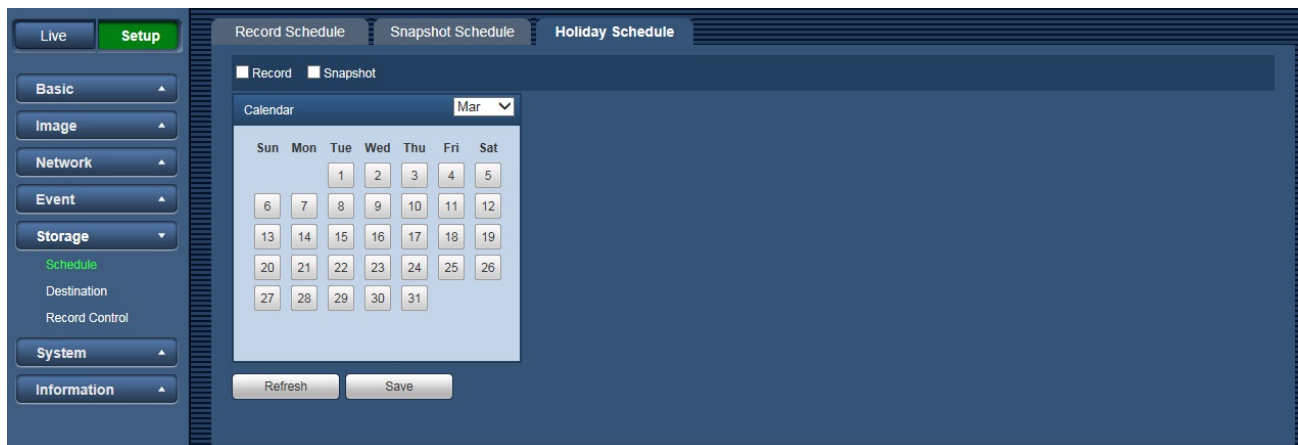 Live Setup
Record Schedule Snapshot Schedule Holiday Schedule
Basic
Image
Network
Event
Storage
Schedule
Destination
Record Control
System
Information
Record Snapshot
Calendar Mar
Sun Mon Tue Wed Thu Fri Sat
1 2 3 4 5
6 7 8 9 10 11 12
13 14 15 16 17 18 19
20 21 22 23 24 25 26
27 28 29 30 31
Refresh Save